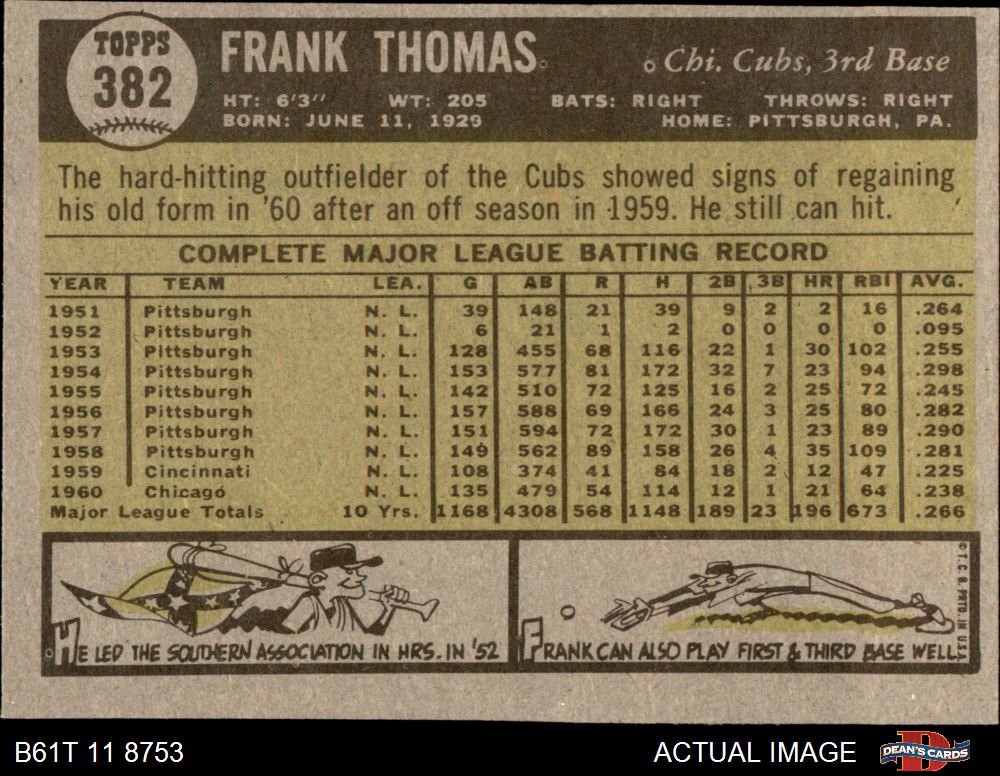 TOPPS
382
FRANK THOMAS
Chi. Cubs, 3rd Base
HT: 6'3" WT: 205 BATS: RIGHT THROWS: RIGHT
BORN: JUNE 11, 1929 HOME: PITTSBURGH, PA.
The hard-hitting outfielder of the Cubs showed signs of regaining
his old form in '60 after an off season in 1959. He still can hit.
COMPLETE MAJOR LEAGUE BATTING RECORD
YEAR TEAM LEA. G AB R H 2B 3B HR RBI AVG.
1951 Pittsburgh N. L. 39 148 21 39 9 2 2 16 .264
1952 Pittsburgh N. L. 6 21 1 2 0 0 0 0 .095
1953 Pittsburgh N. L. 128 455 68 116 22 1 30 102 .255
1954 Pittsburgh N. L. 153 577 81 172 32 7 23 94 .298
1955 Pittsburgh N. L. 142 510 72 125 16 2 25 72 .245
1956 Pittsburgh N. L. 157 588 69 166 24 3 25 80 .282
1957 Pittsburgh N. L. 151 594 72 172 30 1 23 89 .290
1958 Pittsburgh N. L. 149 562 89 158 26 4 35 109 .281
1959 Cincinnati N. L. 108 374 41 84 18 2 12 47 .225
1960 Chicago N. L. 135 479 54 114 12 1 21 64 .238
Major League Totals 10 Yrs. 1168 4308 568 1148 189 23 196 673 .266
HE LED THE SOUTHERN ASSOCIATION IN HRS. IN '52
FRANK CAN ALSO PLAY FIRST & THIRD BASE WELL.
© T. C. G. PRTD. IN U.S.A.
B61T 11 8753
ACTUAL IMAGE
D
DEAN'S CARDS